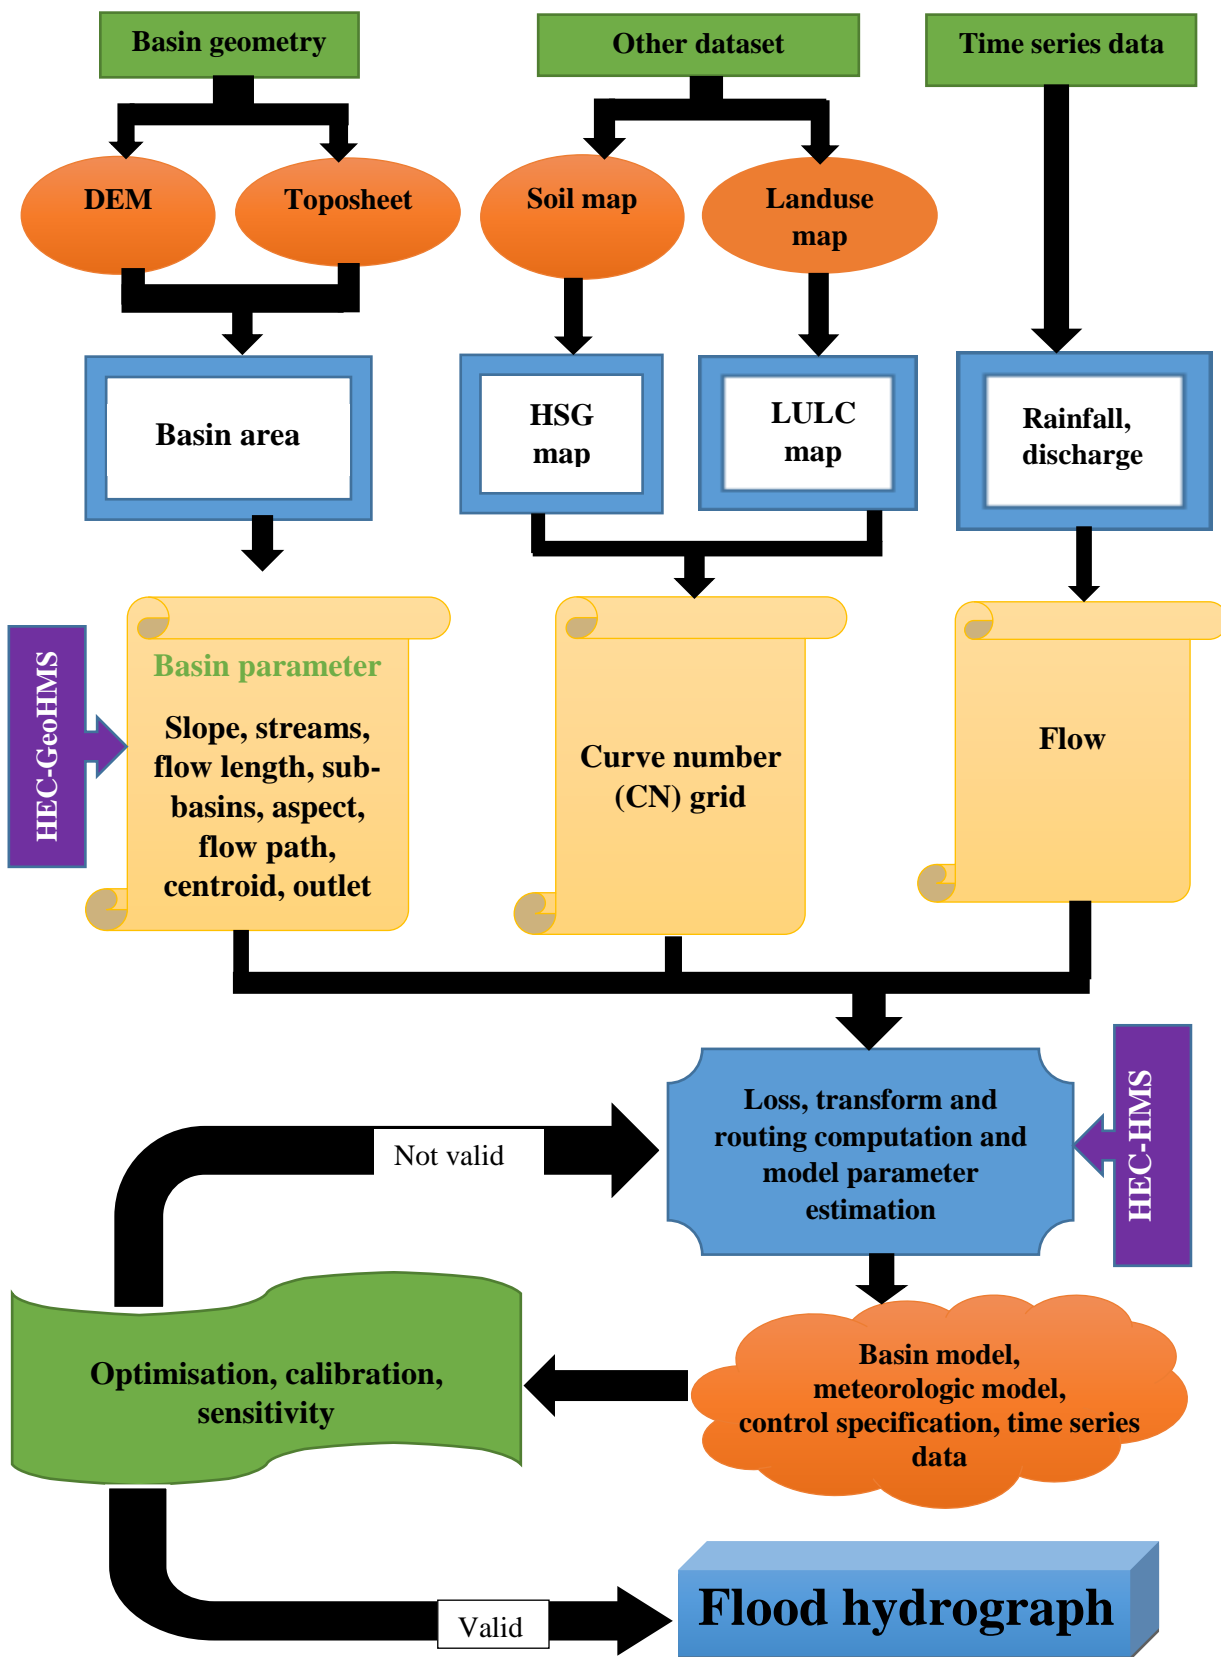 Basin geometry
Other dataset
Time series data
DEM
Toposheet
Soil map
Landuse
map
Basin area
HSG
map
LULC
map
Rainfall,
discharge
HEC-GeoHMS
Basin parameter
Slope, streams,
flow length, sub-
basins, aspect,
flow path,
centroid, outlet
Curve number
(CN) grid
Flow
Loss, transform and
routing computation and
model parameter
estimation
HEC-HMS
Not valid
Optimisation, calibration,
sensitivity
Basin model,
meteorologic model,
control specification, time series
data
Valid
Flood hydrograph